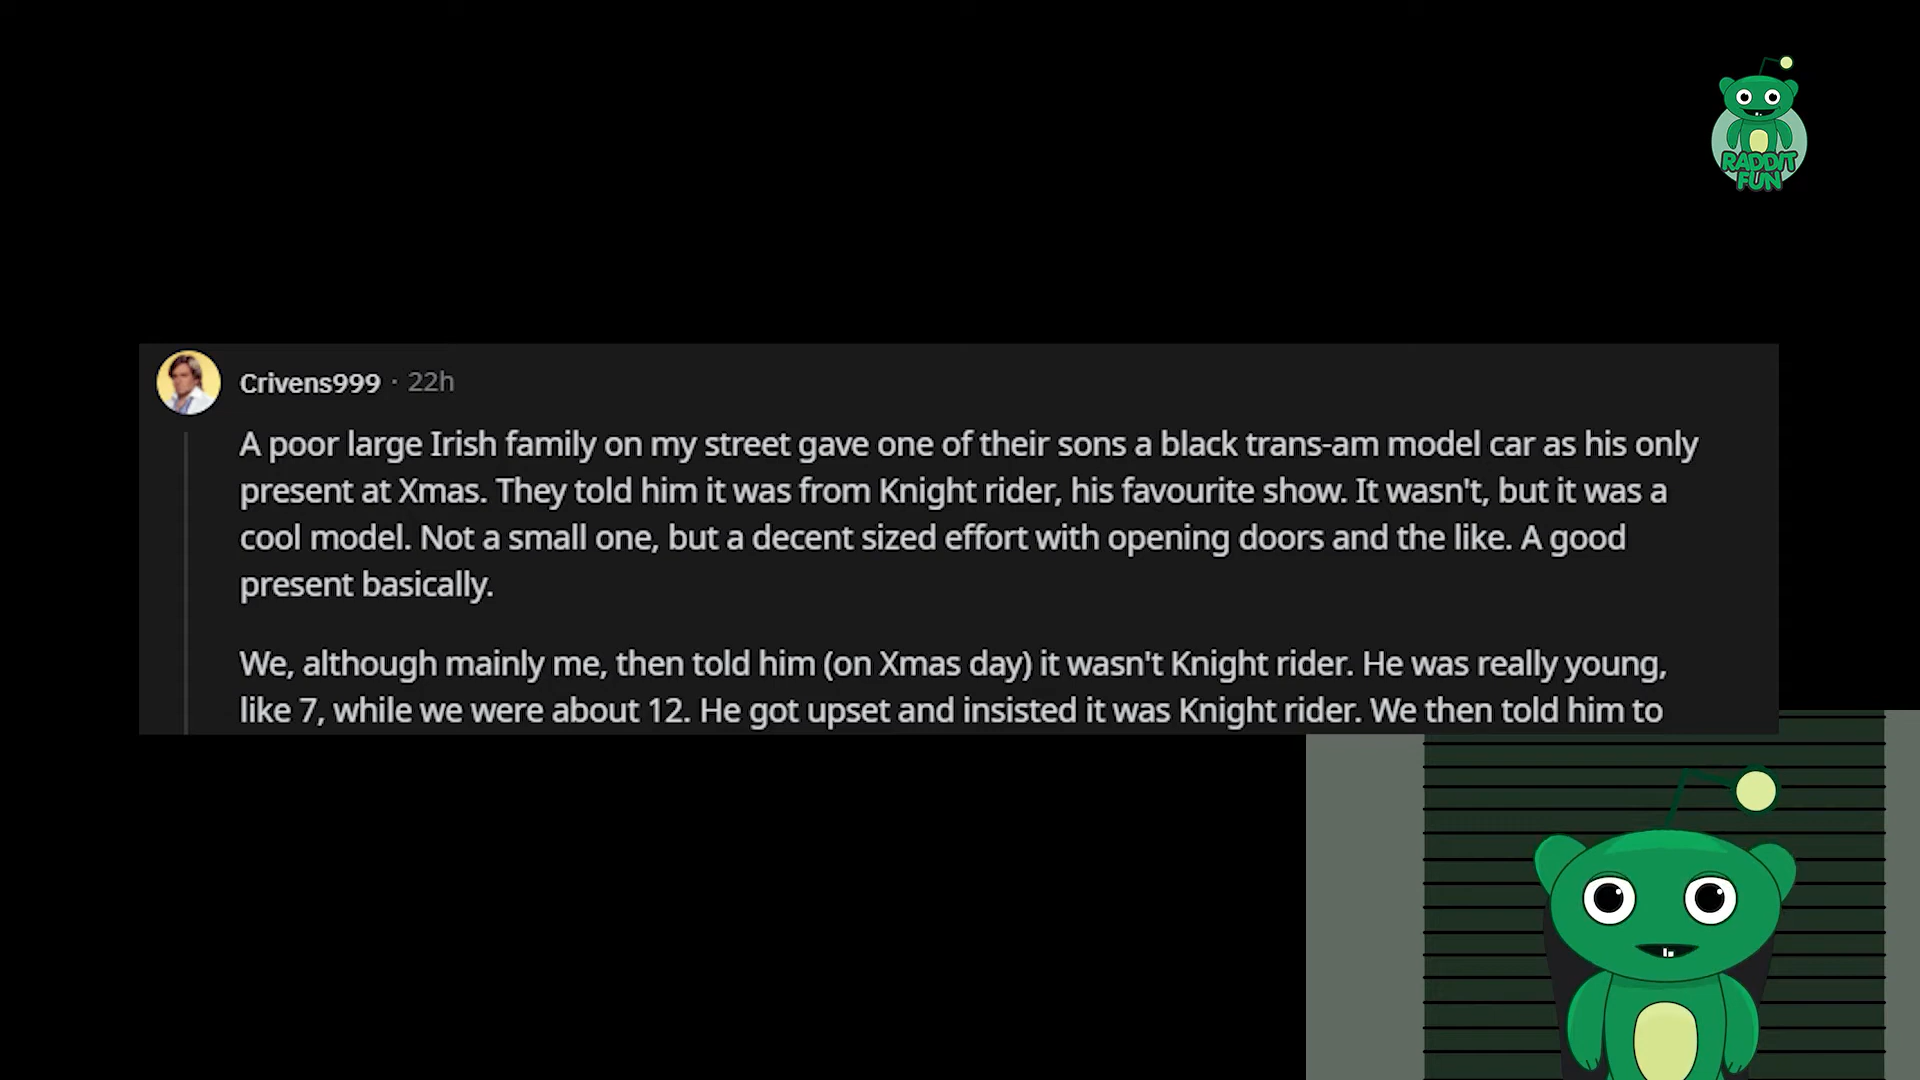 RADDIT
FUN
Crivens999 · 22h
A poor large Irish family on my street gave one of their sons a black trans-am model car as his only
present at Xmas. They told him it was from Knight rider, his favourite show. It wasn't, but it was a
cool model. Not a small one, but a decent sized effort with opening doors and the like. A good
present basically.
We, although mainly me, then told him (on Xmas day) it wasn't Knight rider. He was really young,
like 7, while we were about 12. He got upset and insisted it was Knight rider. We then told him to